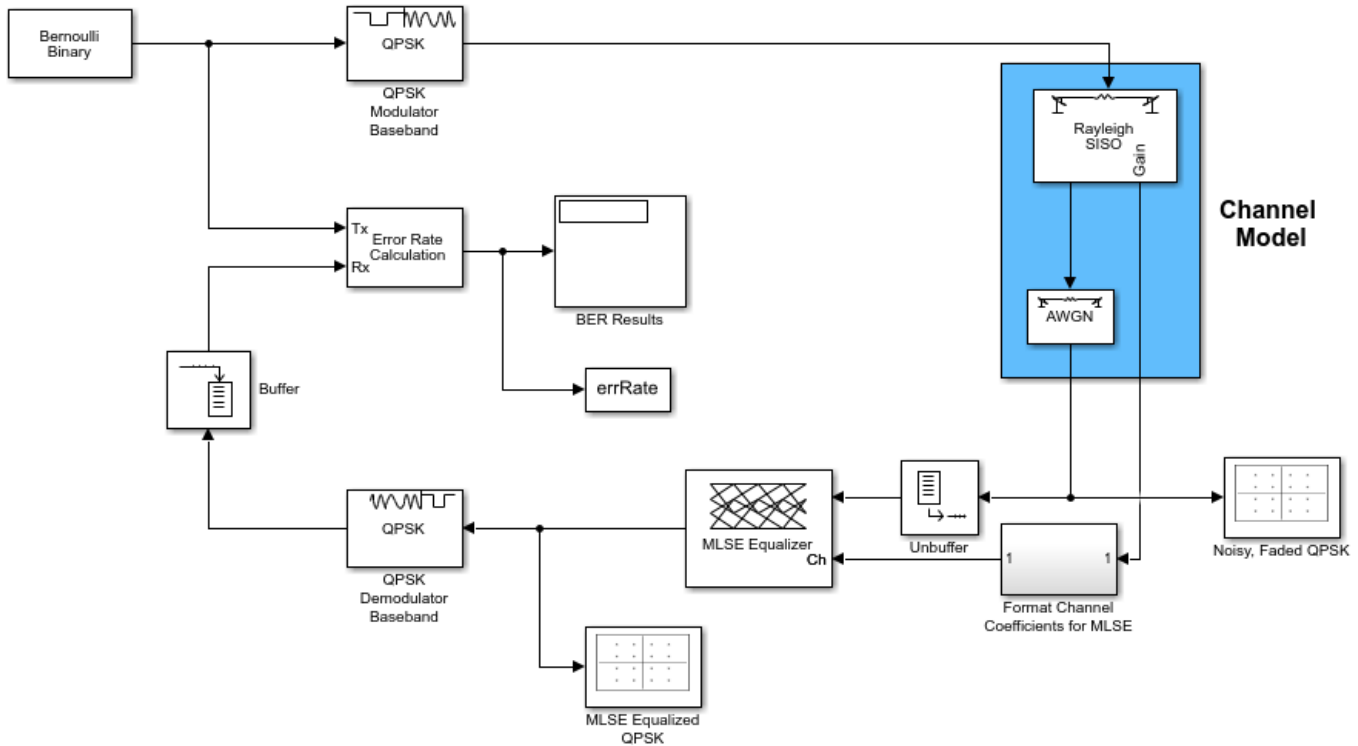 Bernoulli
Binary
QPSK
QPSK
Modulator
Baseband
Rayleigh
SISO
Gain
Channel
Model
AWGN
Tx
Rx
Error Rate
Calculation
BER Results
errRate
Buffer
QPSK
QPSK
Demodulator
Baseband
MLSE Equalizer
Ch
Unbuffer
1
1
Format Channel
Coefficients for MLSE
Noisy, Faded QPSK
MLSE Equalized
QPSK